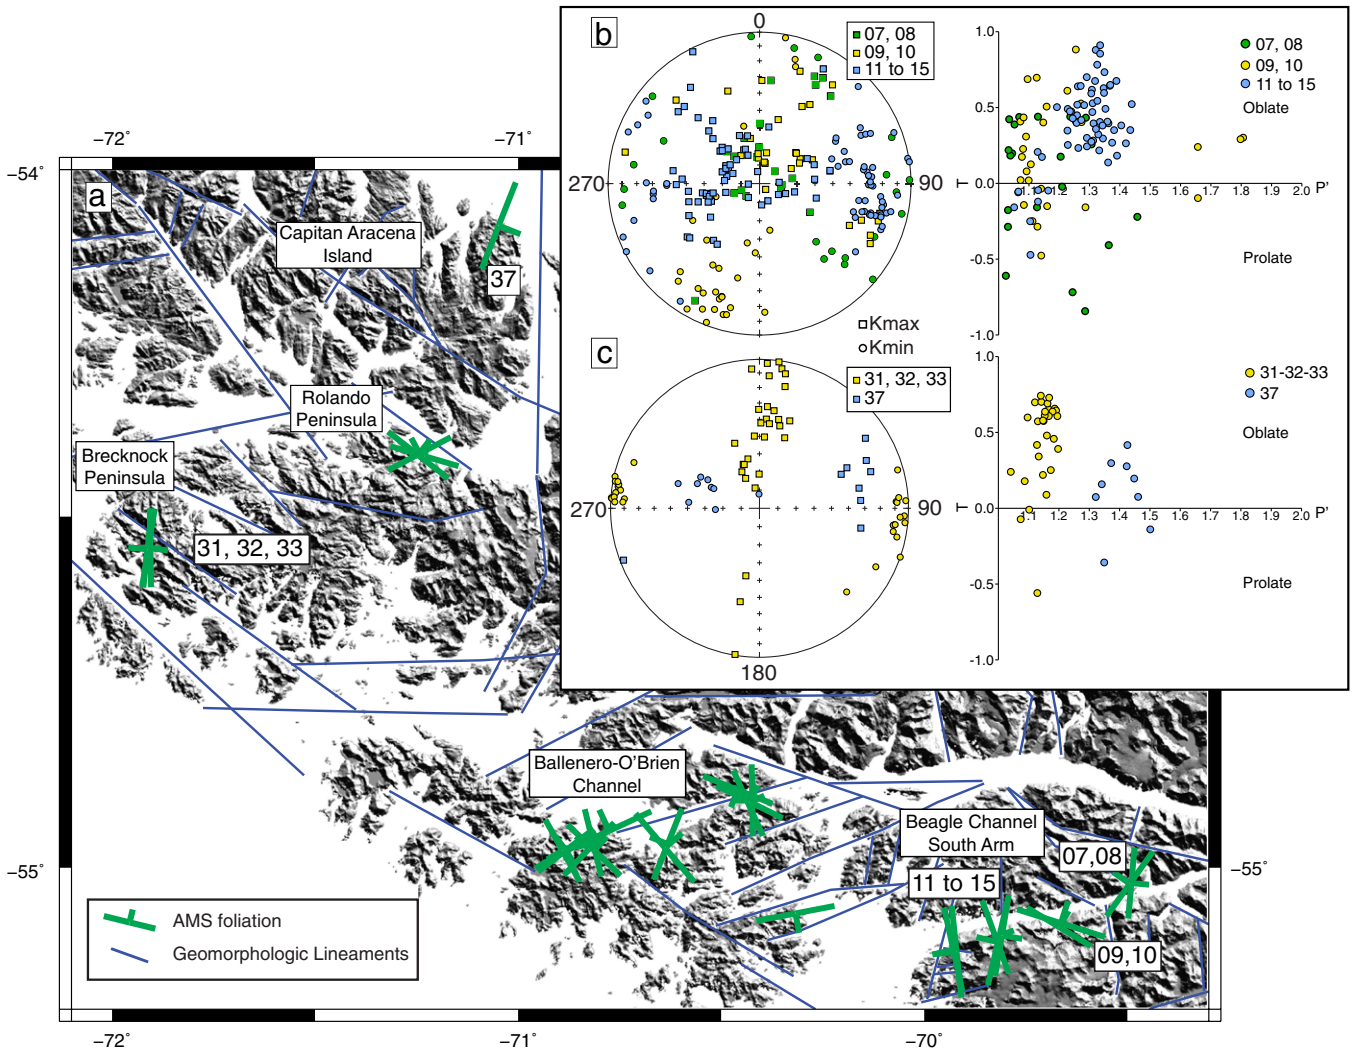 b
0
07, 08
09, 10
11 to 15
270
90
Kmax
Kmin
1.0
0.5
0.0
-0.5
-1.0
T
1.1 1.2 1.3 1.4 1.5 1.6 1.7 1.8 1.9 2.0 P'
07, 08
09, 10
11 to 15
Oblate
Prolate
c
31, 32, 33
37
270
90
180
1.0
0.5
0.0
-0.5
-1.0
T
1.1 1.2 1.3 1.4 1.5 1.6 1.7 1.8 1.9 2.0 P'
31-32-33
37
Oblate
Prolate
−72˚
−71˚
−54˚
a
Capitan Aracena
Island
37
Rolando
Peninsula
Brecknock
Peninsula
31, 32, 33
Ballenero-O'Brien
Channel
Beagle Channel
South Arm
07,08
11 to 15
09,10
−55˚
−55˚
AMS foliation
Geomorphologic Lineaments
−72˚
−71˚
−70˚